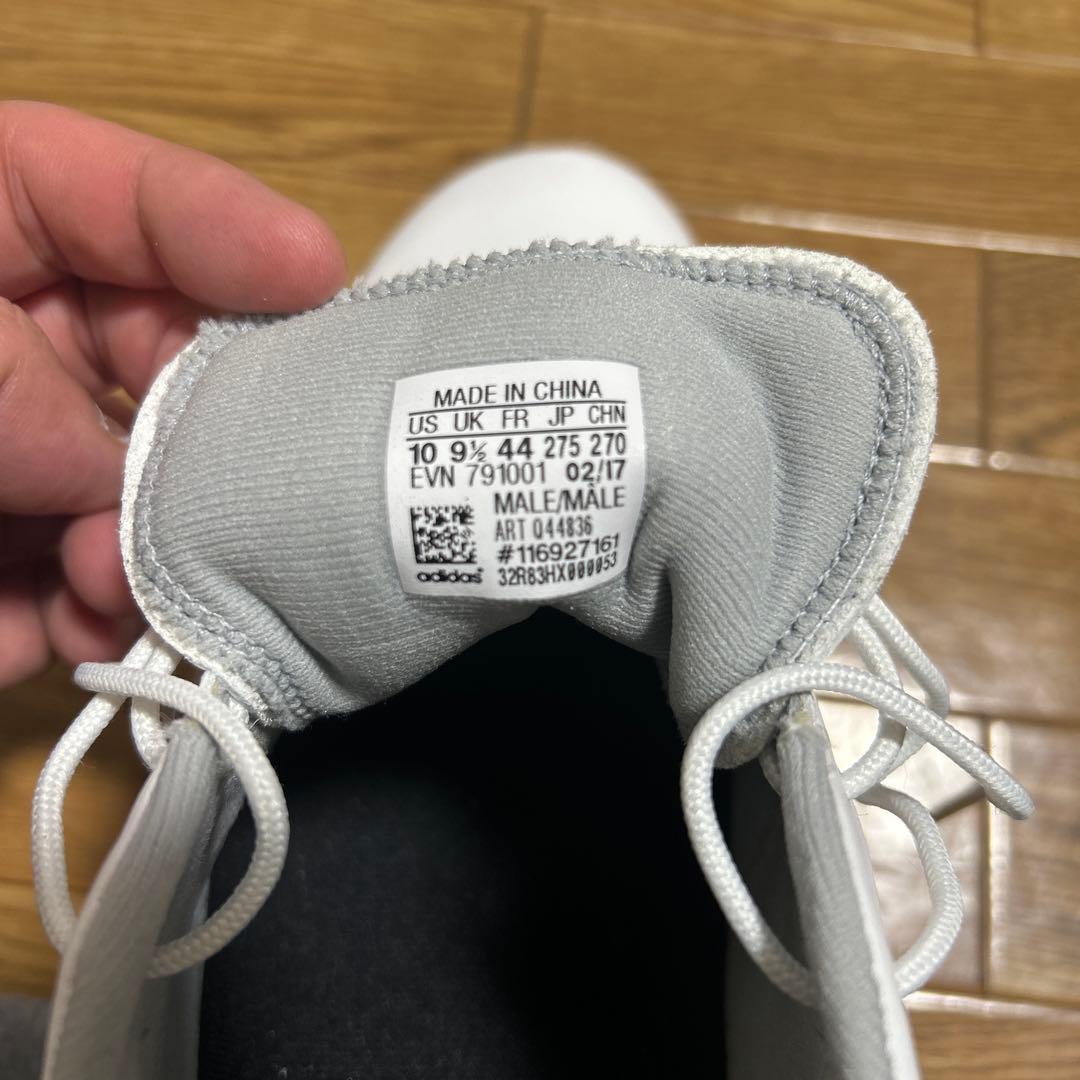 MADE IN CHINA
US UK FR JP CHN
10 9½ 44 275 270
EVN 791001 02/17
MALE/MÂLE
ART Q44836
#116927161
adidas 32R83HX000053